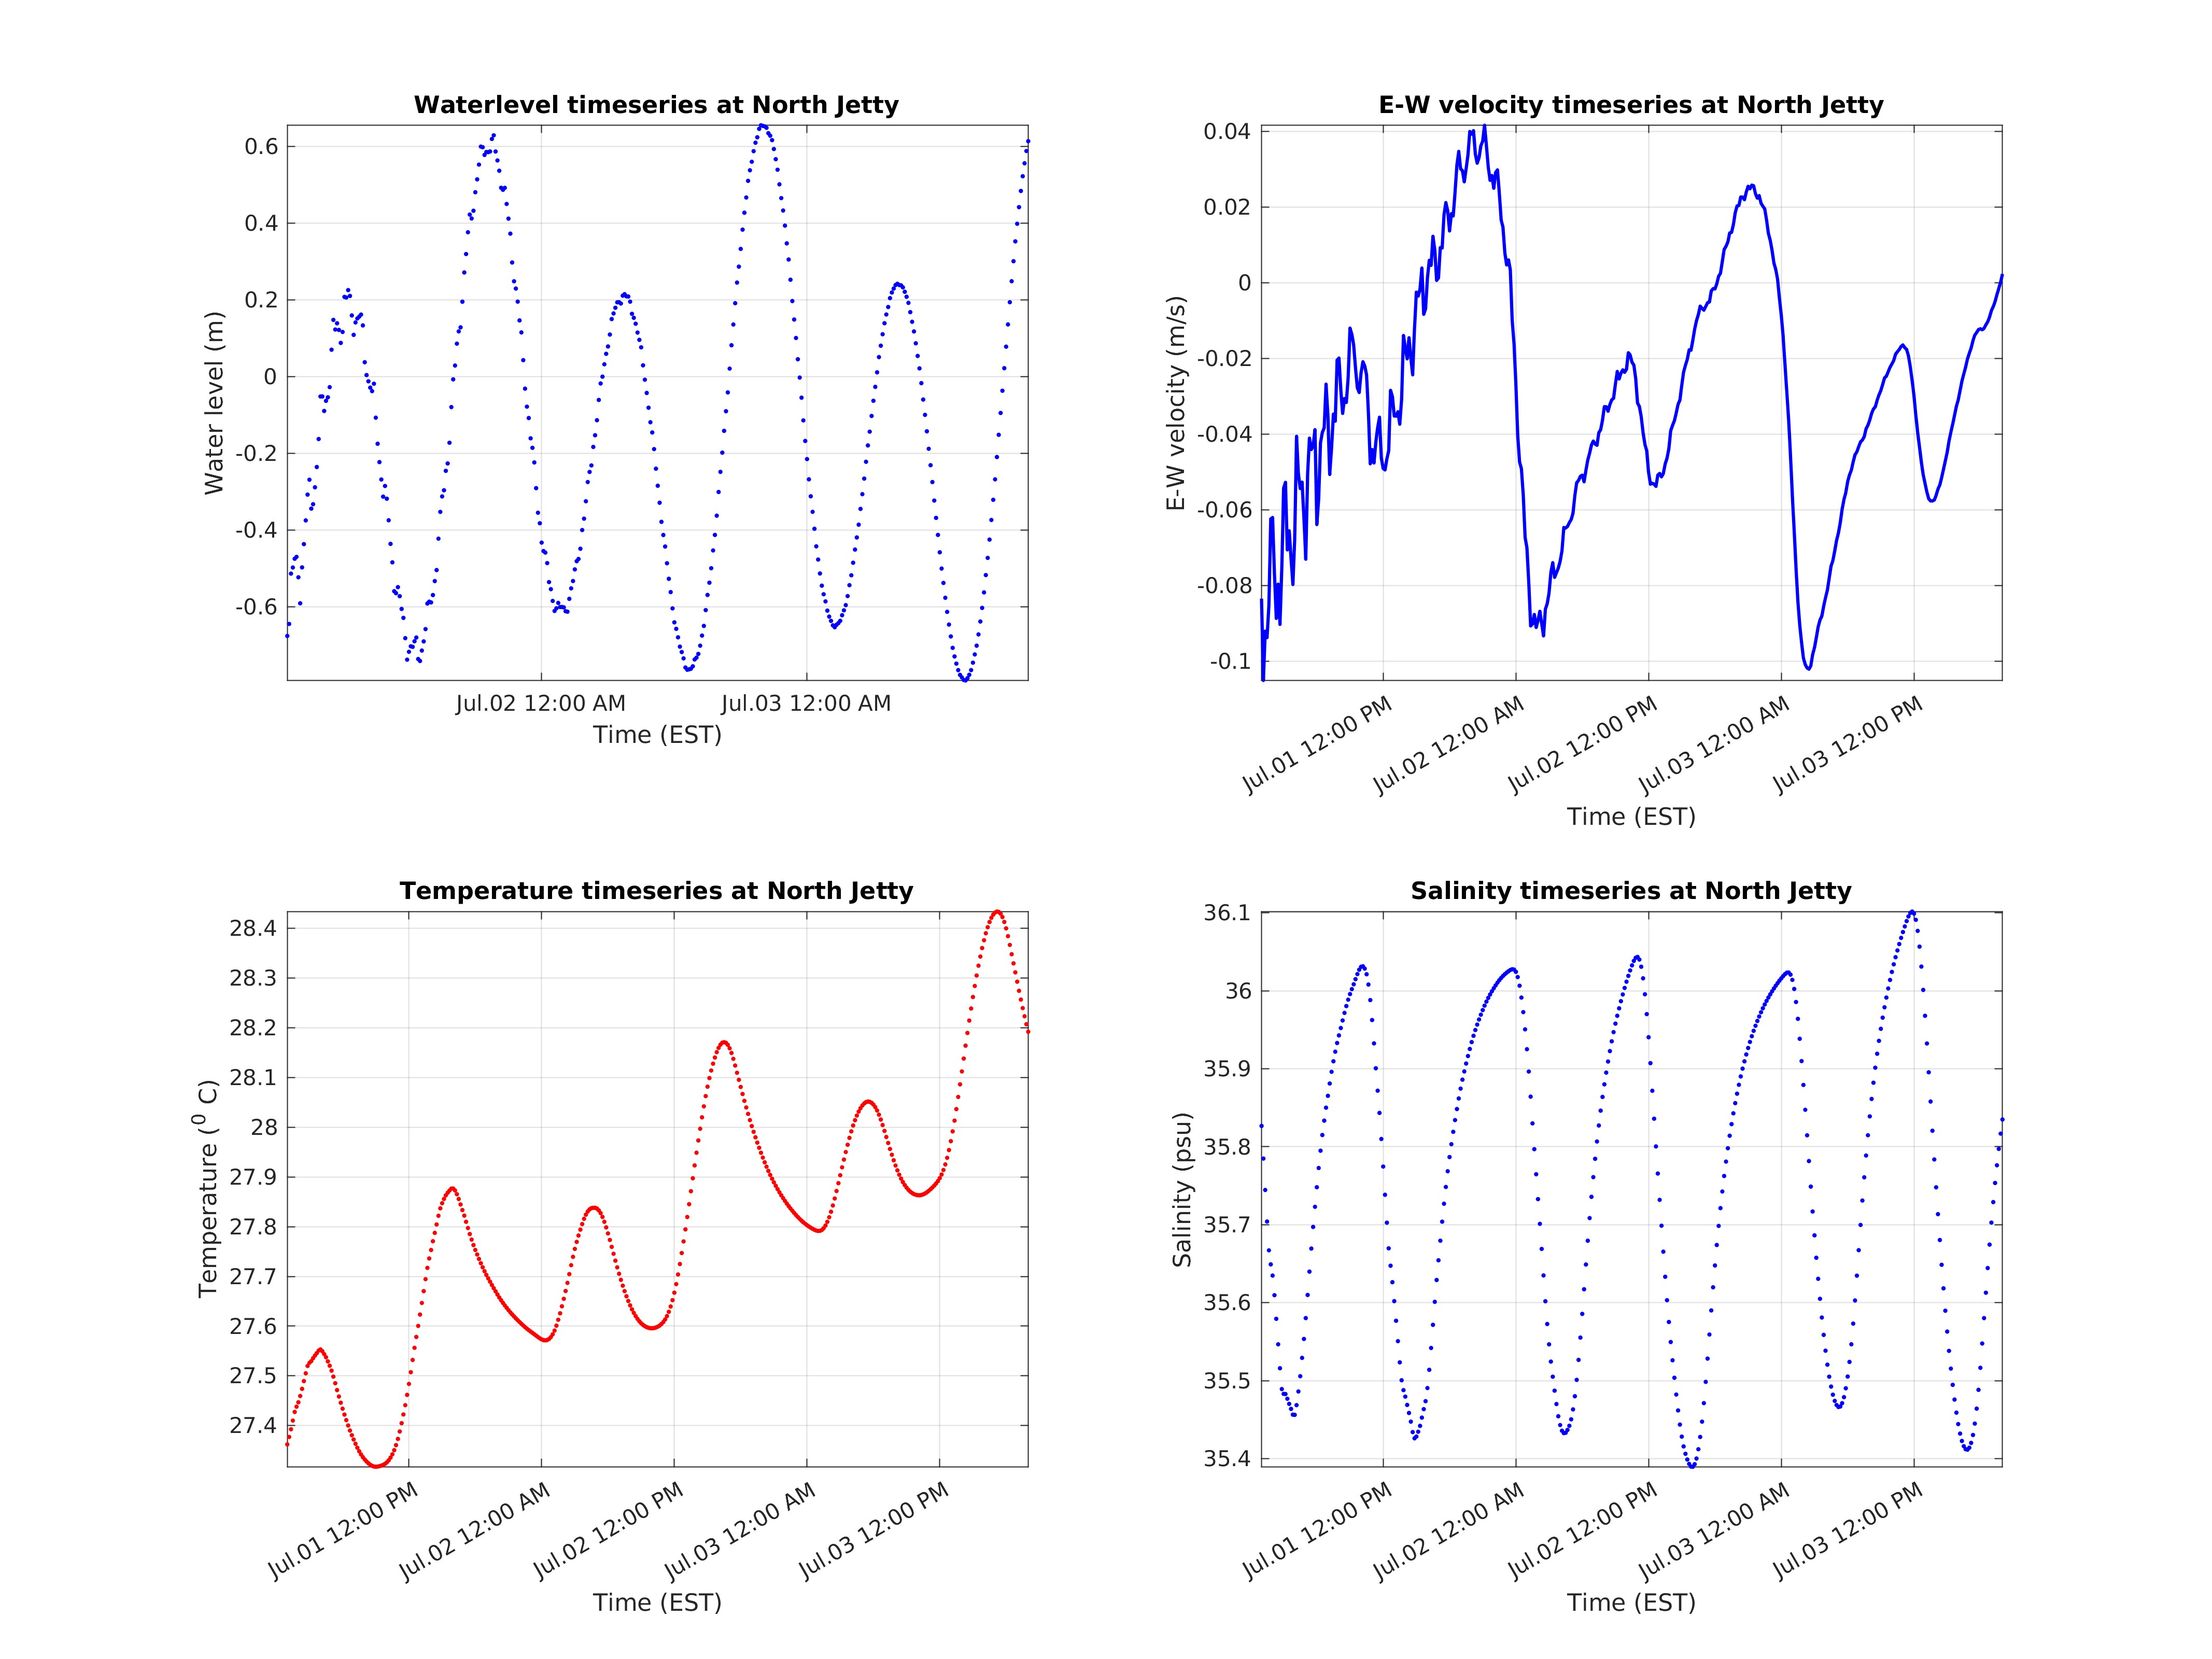 Waterlevel timeseries at North Jetty
0.6
0.4
0.2
0
-0.2
-0.4
-0.6
Water level (m)
Jul.02 12:00 AM
Jul.03 12:00 AM
Time (EST)
E-W velocity timeseries at North Jetty
0.04
0.02
0
-0.02
-0.04
-0.06
-0.08
-0.1
E-W velocity (m/s)
Jul.01 12:00 PM
Jul.02 12:00 AM
Jul.02 12:00 PM
Jul.03 12:00 AM
Jul.03 12:00 PM
Time (EST)
Temperature timeseries at North Jetty
28.4
28.3
28.2
28.1
28
27.9
27.8
27.7
27.6
27.5
27.4
Temperature (⁰ C)
Jul.01 12:00 PM
Jul.02 12:00 AM
Jul.02 12:00 PM
Jul.03 12:00 AM
Jul.03 12:00 PM
Time (EST)
Salinity timeseries at North Jetty
36.1
36
35.9
35.8
35.7
35.6
35.5
35.4
Salinity (psu)
Jul.01 12:00 PM
Jul.02 12:00 AM
Jul.02 12:00 PM
Jul.03 12:00 AM
Jul.03 12:00 PM
Time (EST)